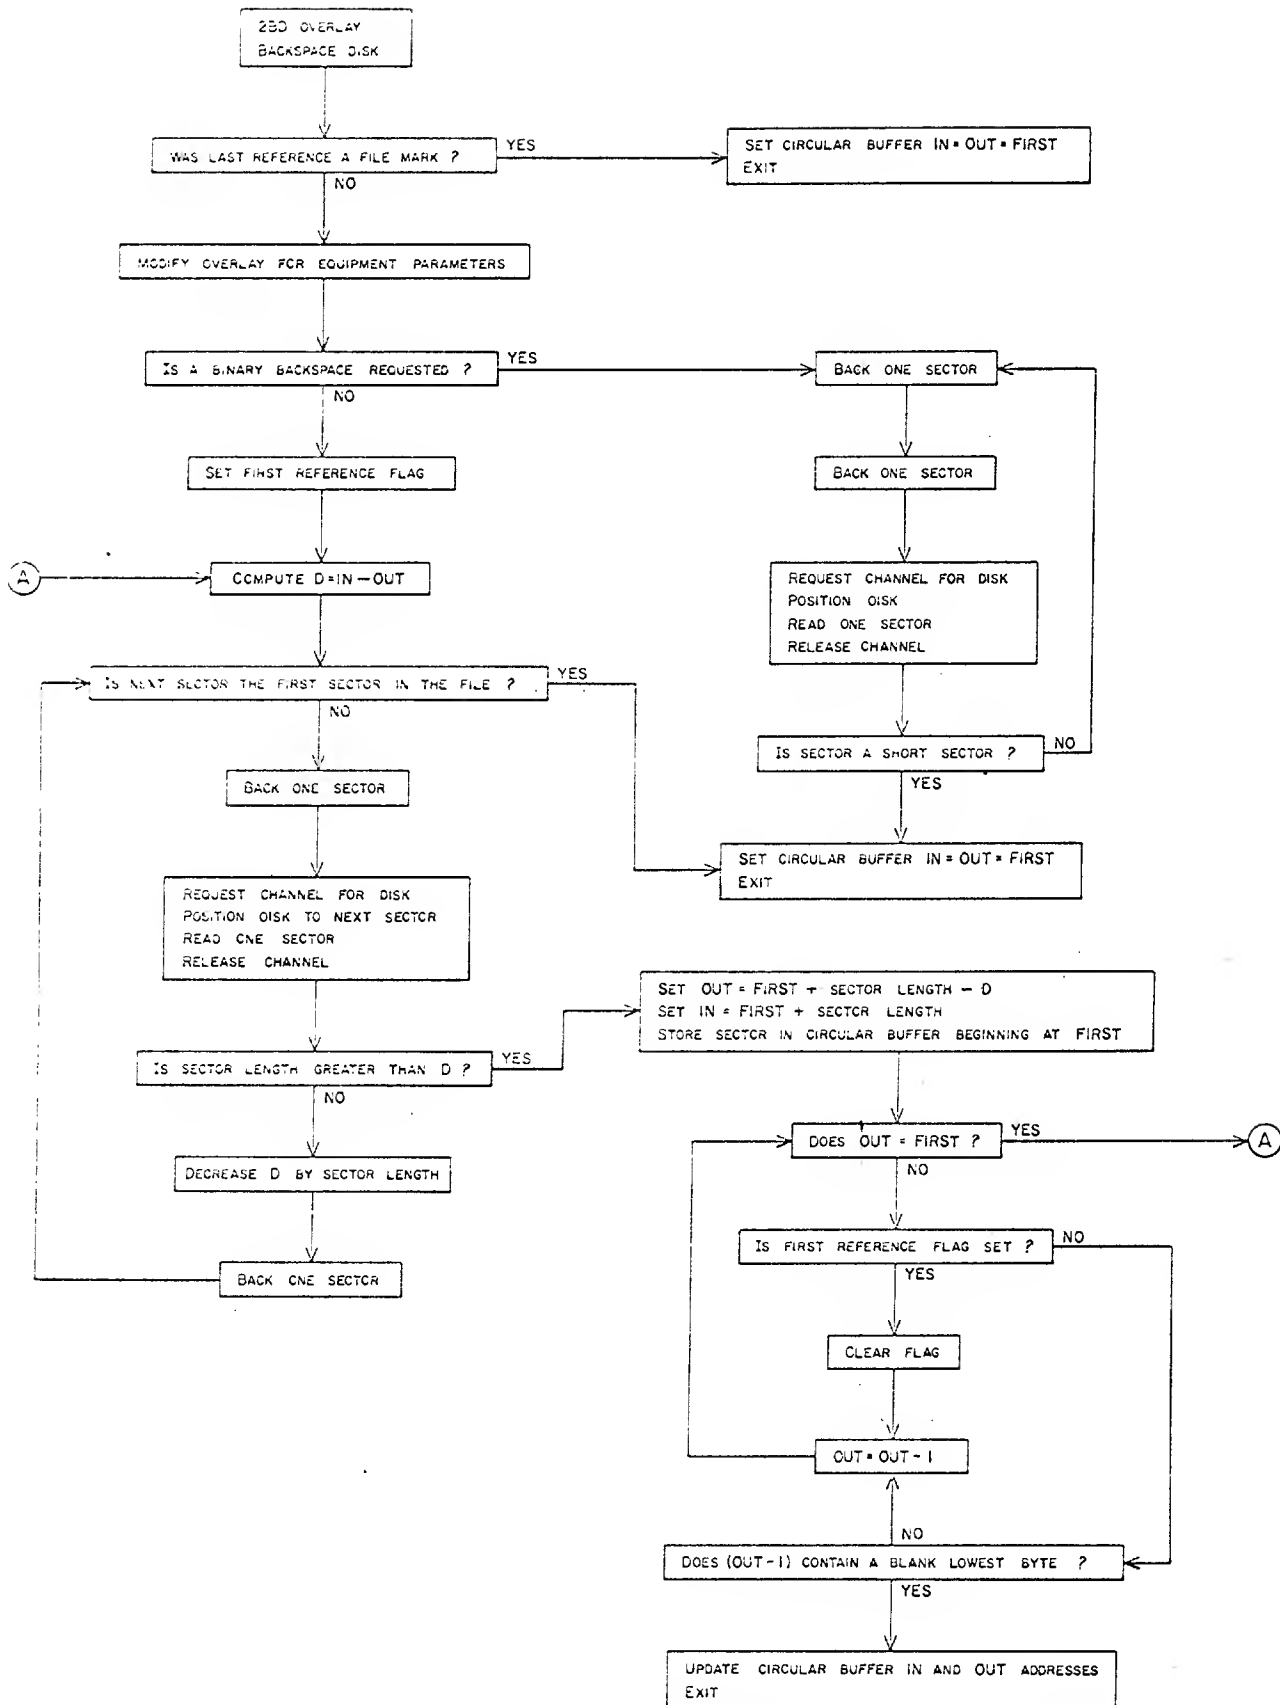 2BD OVERLAY
BACKSPACE DISK
WAS LAST REFERENCE A FILE MARK ?
YES
SET CIRCULAR BUFFER IN = OUT = FIRST
EXIT
NO
MODIFY OVERLAY FOR EQUIPMENT PARAMETERS
IS A BINARY BACKSPACE REQUESTED ?
YES
BACK ONE SECTOR
NO
SET FIRST REFERENCE FLAG
BACK ONE SECTOR
A
COMPUTE D = IN - OUT
REQUEST CHANNEL FOR DISK
POSITION DISK
READ ONE SECTOR
RELEASE CHANNEL
IS NEXT SECTOR THE FIRST SECTOR IN THE FILE ?
YES
NO
IS SECTOR A SHORT SECTOR ?
NO
YES
BACK ONE SECTOR
SET CIRCULAR BUFFER IN = OUT = FIRST
EXIT
REQUEST CHANNEL FOR DISK
POSITION DISK TO NEXT SECTOR
READ ONE SECTOR
RELEASE CHANNEL
SET OUT = FIRST + SECTOR LENGTH - D
SET IN = FIRST + SECTOR LENGTH
STORE SECTOR IN CIRCULAR BUFFER BEGINNING AT FIRST
IS SECTOR LENGTH GREATER THAN D ?
YES
NO
DOES OUT = FIRST ?
YES
A
NO
DECREASE D BY SECTOR LENGTH
IS FIRST REFERENCE FLAG SET ?
NO
YES
BACK ONE SECTOR
CLEAR FLAG
OUT = OUT - 1
NO
DOES (OUT - 1) CONTAIN A BLANK LOWEST BYTE ?
YES
UPDATE CIRCULAR BUFFER IN AND OUT ADDRESSES
EXIT